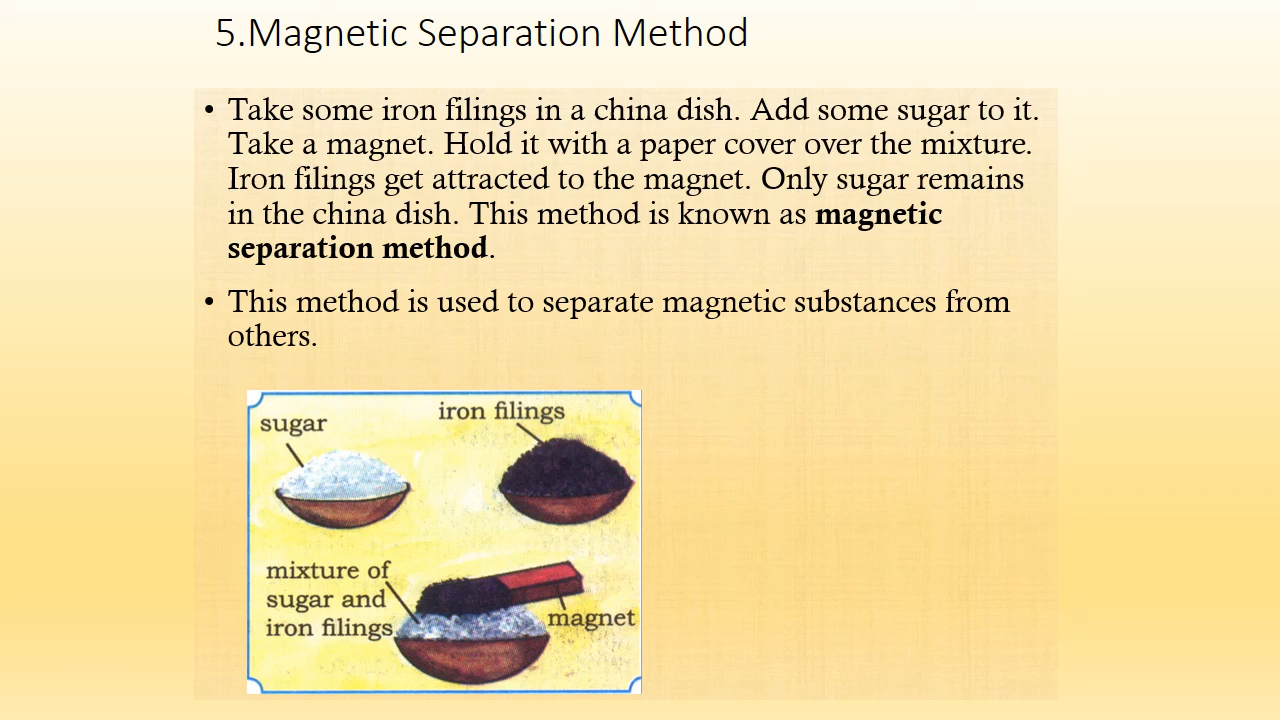 5.Magnetic Separation Method
• Take some iron filings in a china dish. Add some sugar to it.
Take a magnet. Hold it with a paper cover over the mixture.
Iron filings get attracted to the magnet. Only sugar remains
in the china dish. This method is known as magnetic
separation method.
• This method is used to separate magnetic substances from
others.
sugar
iron filings
mixture of
sugar and
iron filings
magnet